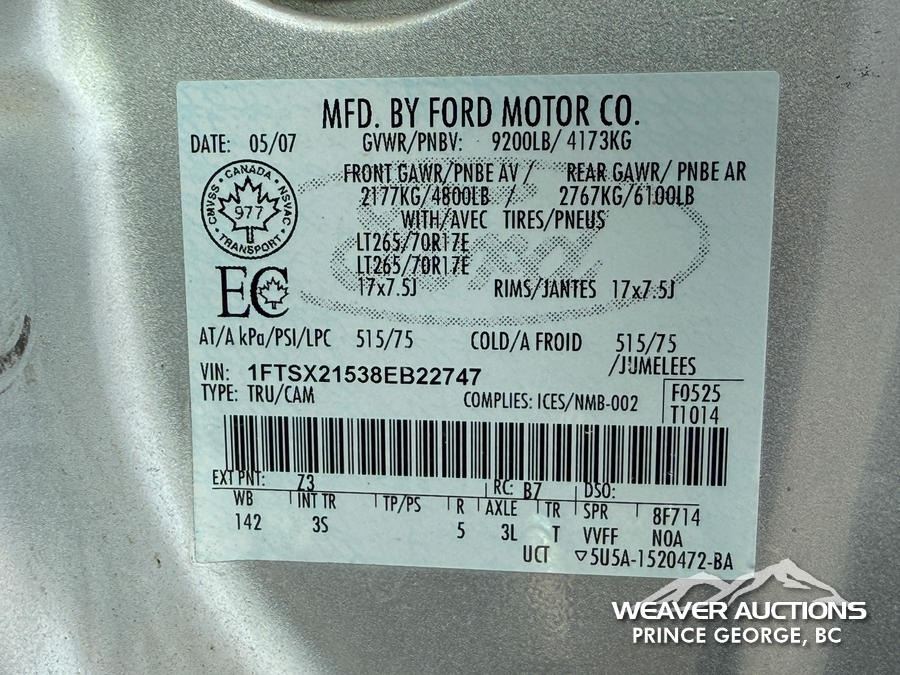 MFD. BY FORD MOTOR CO.
DATE: 05/07 GVWR/PNBV: 9200LB/ 4173KG
FRONT GAWR/PNBE AV / REAR GAWR/ PNBE AR
2177KG/4800LB / 2767KG/6100LB
WITH/AVEC TIRES/PNEUS
LT265/70R17E
LT265/70R17E
17x7.5J RIMS/JANTES 17x7.5J
CMVSS · CANADA · NSVAC · TRANSPORT ·
977
EC
AT/A kPa/PSI/LPC 515/75 COLD/A FROID 515/75
/JUMELEES
VIN: 1FTSX21538EB22747
TYPE: TRU/CAM COMPLIES: ICES/NMB-002
F0525
T1014
EXT PNT: Z3 RC: B7 DSO:
WB INT TR TP/PS R AXLE TR SPR 8F714
142 3S 5 3L T VVFF NOA
UCT ▽5U5A-1520472-BA
Ford
WEAVER AUCTIONS
PRINCE GEORGE, BC